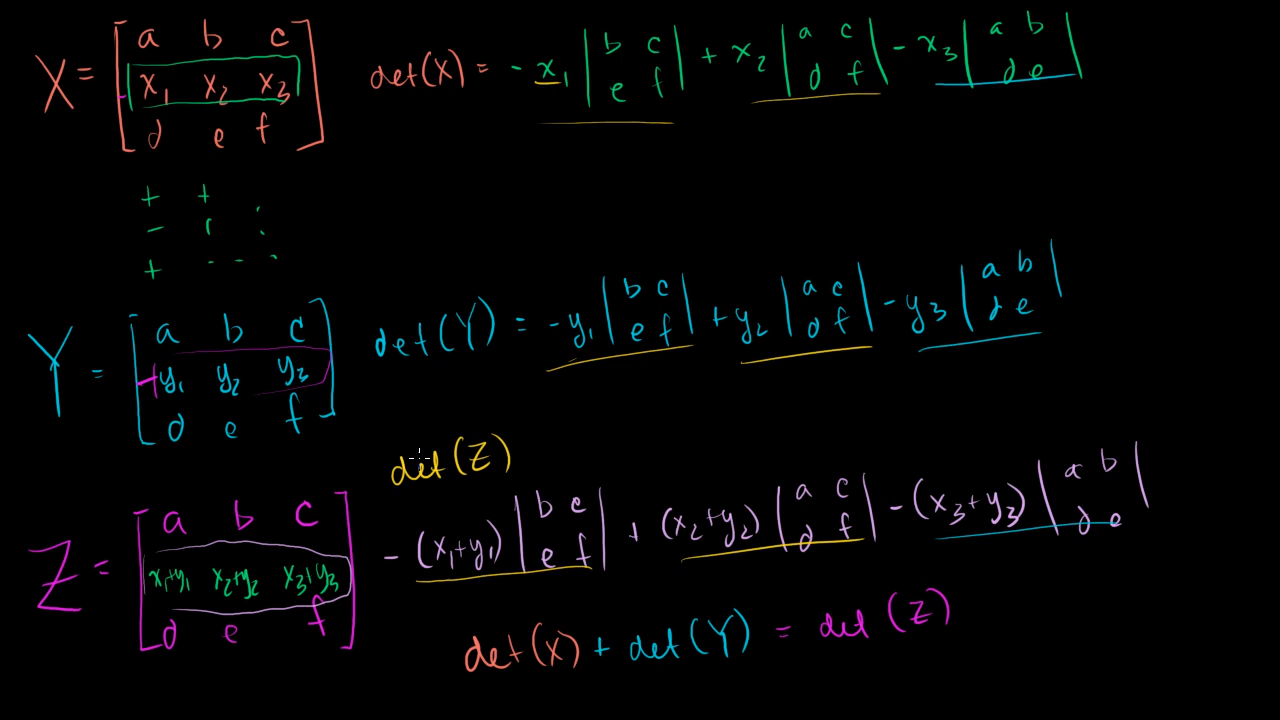 X = [ a b c
x₁ x₂ x₃
d e f ]
det(X) = - x₁ | b c
e f | + x₂ | a c
d f | - x₃ | a b
d e |
+ +
-
+ - -
Y = [ a b c
y₁ y₂ y₃
d e f ]
det(Y) = - y₁ | b c
e f | + y₂ | a c
d f | - y₃ | a b
d e |
det(Z)
Z = [ a b c
x₁+y₁ x₂+y₂ x₃+y₃
d e f ]
- (x₁+y₁) | b c
e f | + (x₂+y₂) | a c
d f | - (x₃+y₃) | a b
d e |
det(X) + det(Y) = det(Z)